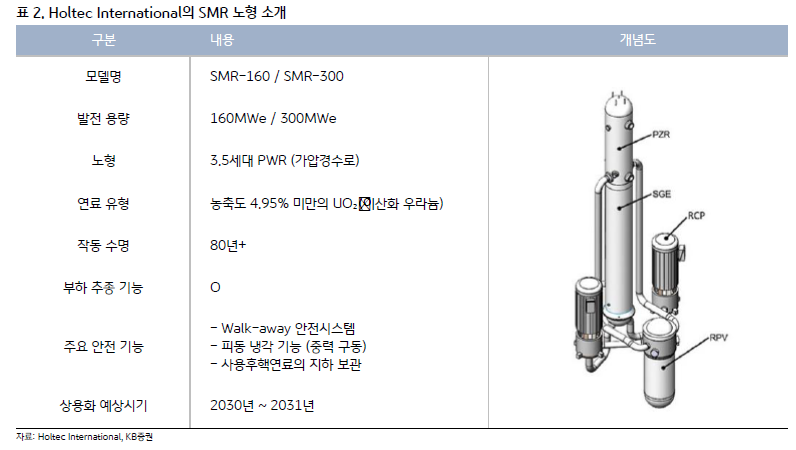 표 2. Holtec International의 SMR 노형 소개
구분 내용 개념도
모델명 SMR-160 / SMR-300
발전 용량 160MWe / 300MWe
노형 3.5세대 PWR (가압경수로)
연료 유형 농축도 4.95% 미만의 UO₂ 이산화 우라늄)
작동 수명 80년+
부하 추종 기능 O
주요 안전 기능
- Walk-away 안전시스템
- 피동 냉각 기능 (중력 구동)
- 사용후핵연료의 지하 보관
상용화 예상시기 2030년 ~ 2031년
PZR
SGE
RCP
RPV
자료: Holtec International, KB증권